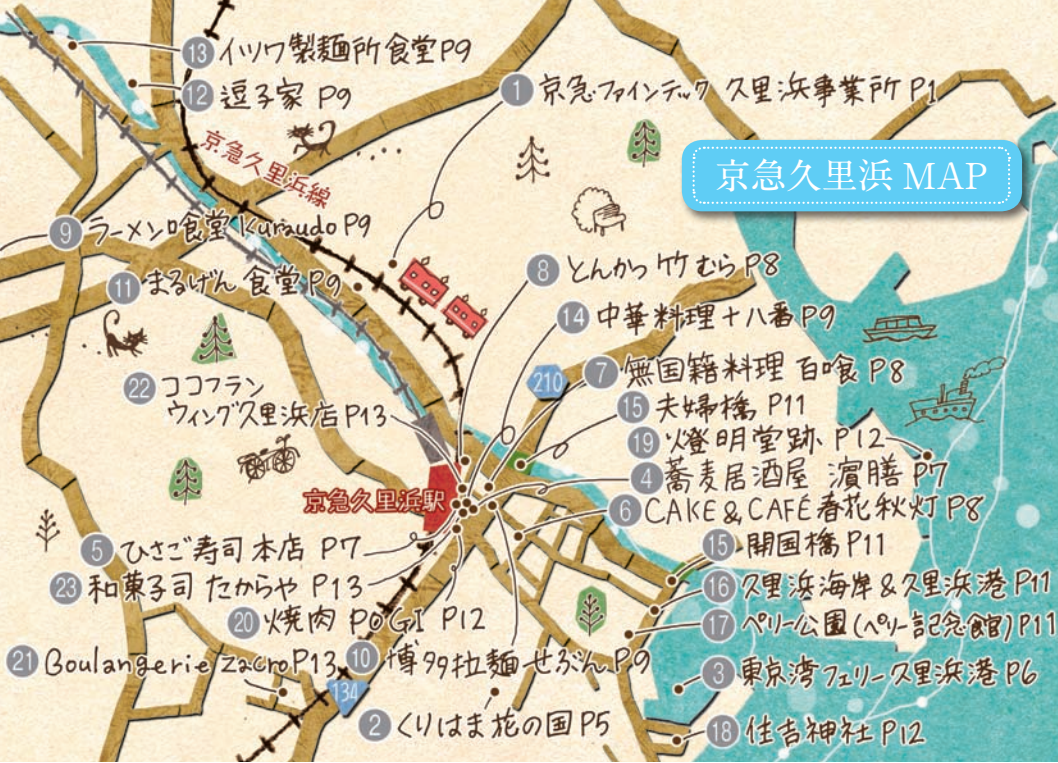 13 イツワ製麺所食堂 P9
12 逗子家 P9
1 京急ファインテック 久里浜事業所 P1
京急久里浜 MAP
京急久里浜線
9 ラーメン喰堂 Kuraudo P9
11 まるげん 食堂 P9
8 とんかつ 竹むら P8
14 中華料理 十八番 P9
210
7 無国籍料理 百喰 P8
22 ココフラン
ウィング久里浜店 P13
15 夫婦橋 P11
19 燈明堂跡 P12
4 蕎麦居酒屋 濵膳 P7
京急久里浜駅
6 CAKE & CAFÉ 春花秋灯 P8
5 ひさご寿司 本店 P7
15 開国橋 P11
23 和菓子司 たからや P13
16 久里浜海岸&久里浜港 P11
20 焼肉 POGI P12
17 ペリー公園(ペリー記念館) P11
21 Boulangerie Zacro P13
10 博多拉麺 せぶん P9
3 東京湾フェリー久里浜港 P6
134
2 くりはま花の国 P5
18 住吉神社 P12